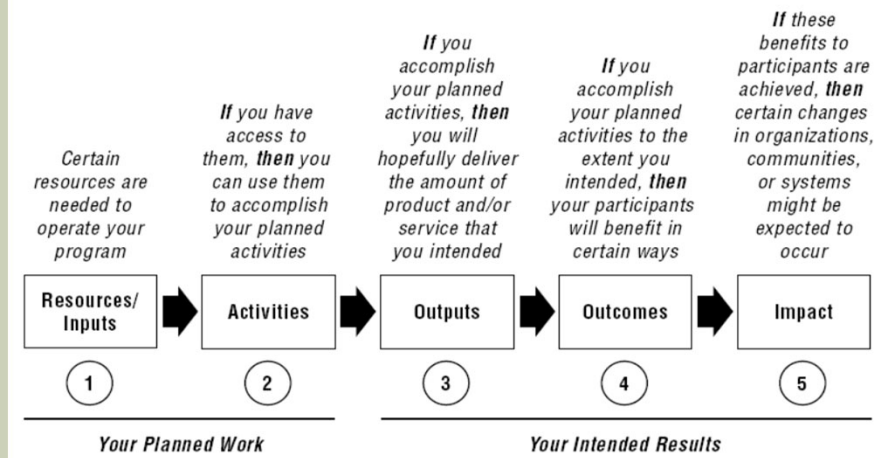 Certain
resources are
needed to
operate your
program
If you have
access to
them, then you
can use them
to accomplish
your planned
activities
If you
accomplish
your planned
activities, then
you will
hopefully deliver
the amount of
product and/or
service that
you intended
If you
accomplish
your planned
activities to the
extent you
intended, then
your participants
will benefit in
certain ways
If these
benefits to
participants are
achieved, then
certain changes
in organizations,
communities,
or systems
might be
expected to
occur
Resources/
Inputs
Activities
Outputs
Outcomes
Impact
1
2
3
4
5
Your Planned Work
Your Intended Results